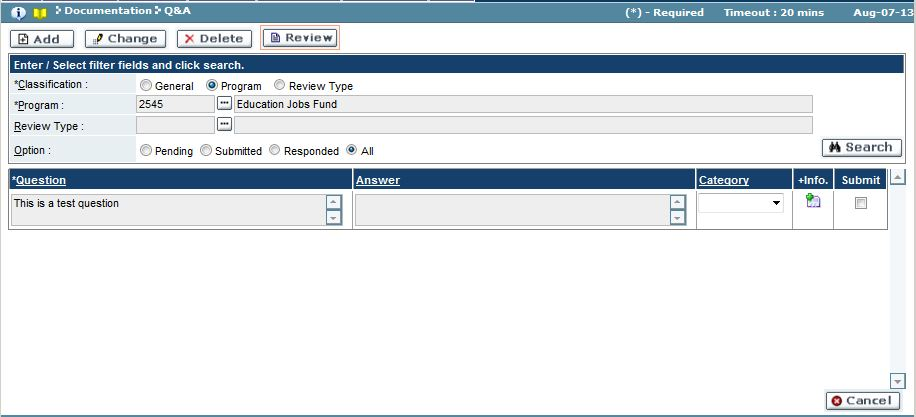 Documentation Q&A (*) - Required Timeout : 20 mins Aug-07-13
Add Change Delete Review
Enter / Select filter fields and click search.
*Classification : General Program Review Type
*Program : 2545 ... Education Jobs Fund
Review Type : ...
Option : Pending Submitted Responded All Search
*Question Answer Category +Info. Submit
This is a test question
Cancel